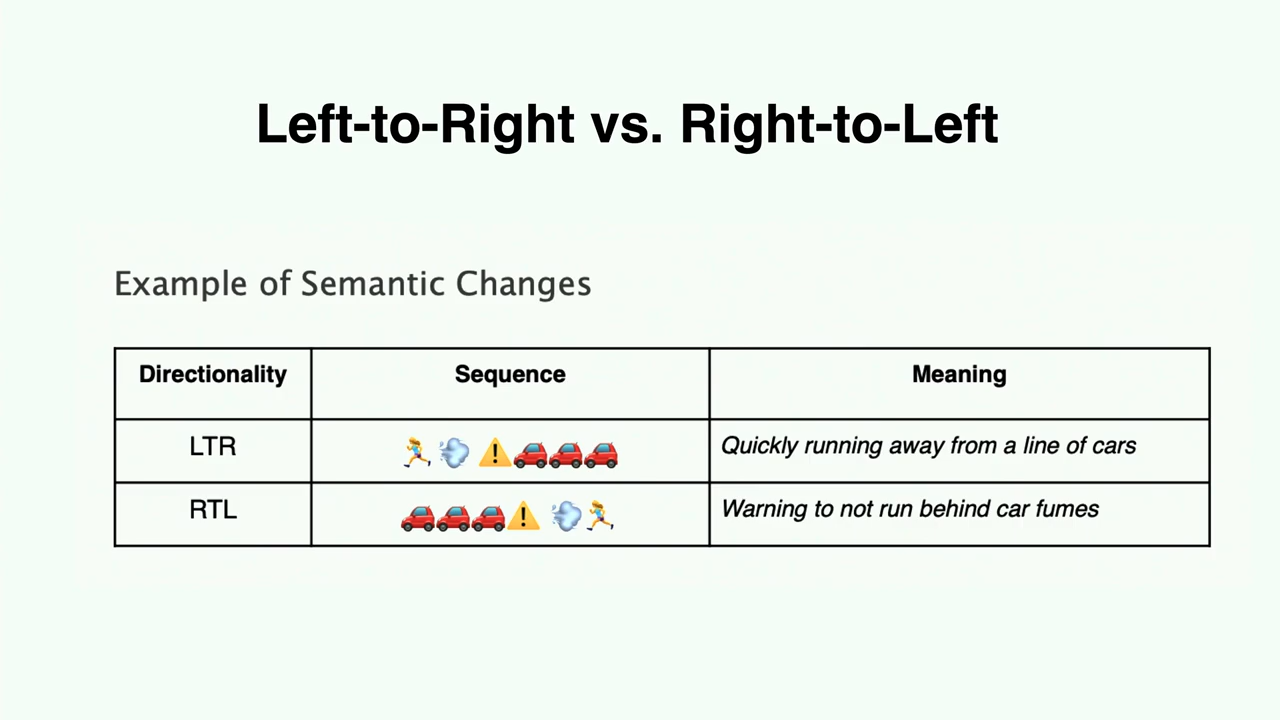 Left-to-Right vs. Right-to-Left
Example of Semantic Changes
Directionality Sequence Meaning
LTR 🏃💨 ⚠️🚗🚗🚗 Quickly running away from a line of cars
RTL 🚗🚗🚗⚠️ 💨🏃 Warning to not run behind car fumes